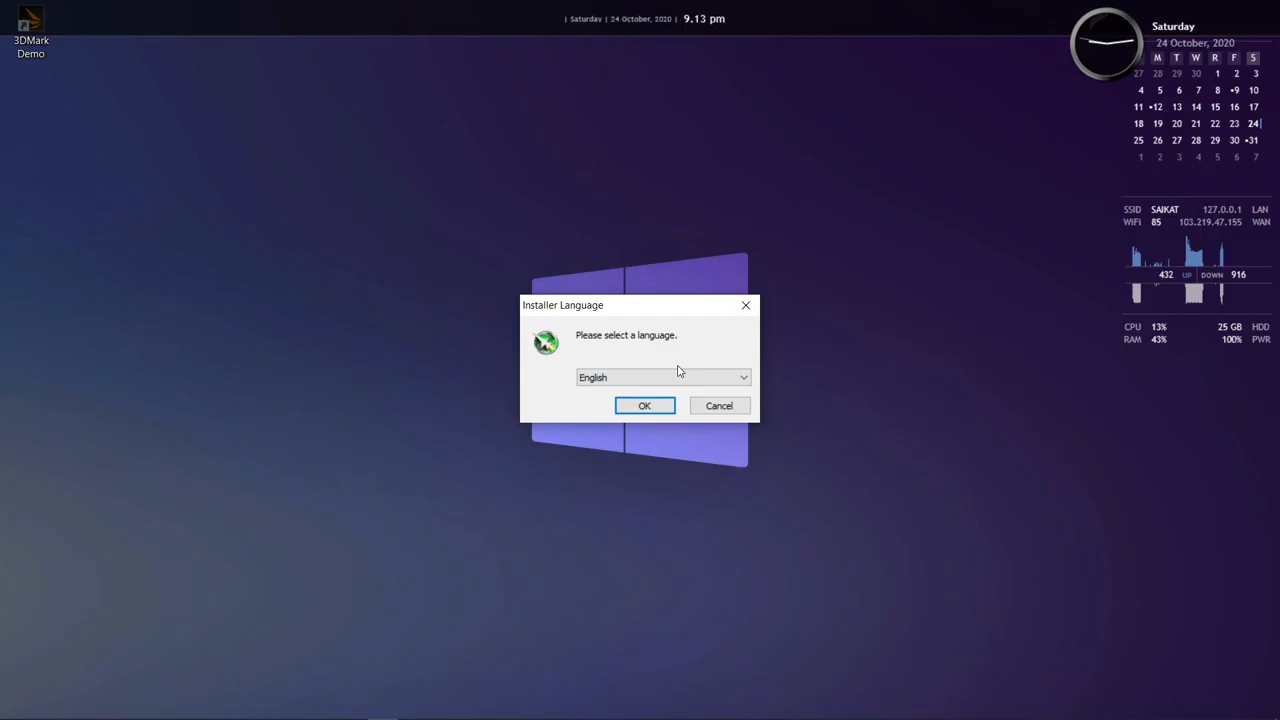 3DMark
Demo
| Saturday | 24 October, 2020 | 9.13 pm
Saturday
24 October, 2020
M T W R F S
27 28 29 30 1 2 3
4 5 6 7 8 •9 10
11 •12 13 14 15 16 17
18 19 20 21 22 23 24
25 26 27 28 29 30 •31
1 2 3 4 5 6 7
SSID SAIKAT 127.0.0.1 LAN
WiFi 85 103.219.47.155 WAN
432 UP | DOWN 916
CPU 13% 25 GB HDD
RAM 43% 100% PWR
Installer Language
Please select a language.
English
OK Cancel